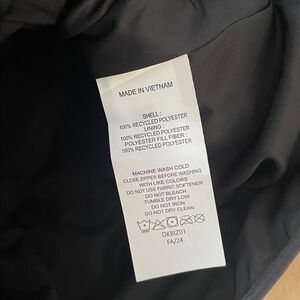 MADE IN VIETNAM
SHELL :
100% RECYCLED POLYESTER
LINING :
100% RECYCLED POLYESTER
POLYESTER FILL FIBER :
100% RECYCLED POLYESTER
MACHINE WASH COLD
CLOSE ZIPPER BEFORE WASHING
WITH LIKE COLORS
DO NOT USE FABRIC SOFTENER
DO NOT BLEACH
TUMBLE DRY LOW
DO NOT IRON
DO NOT DRY CLEAN
DKBIZ01
FA/24